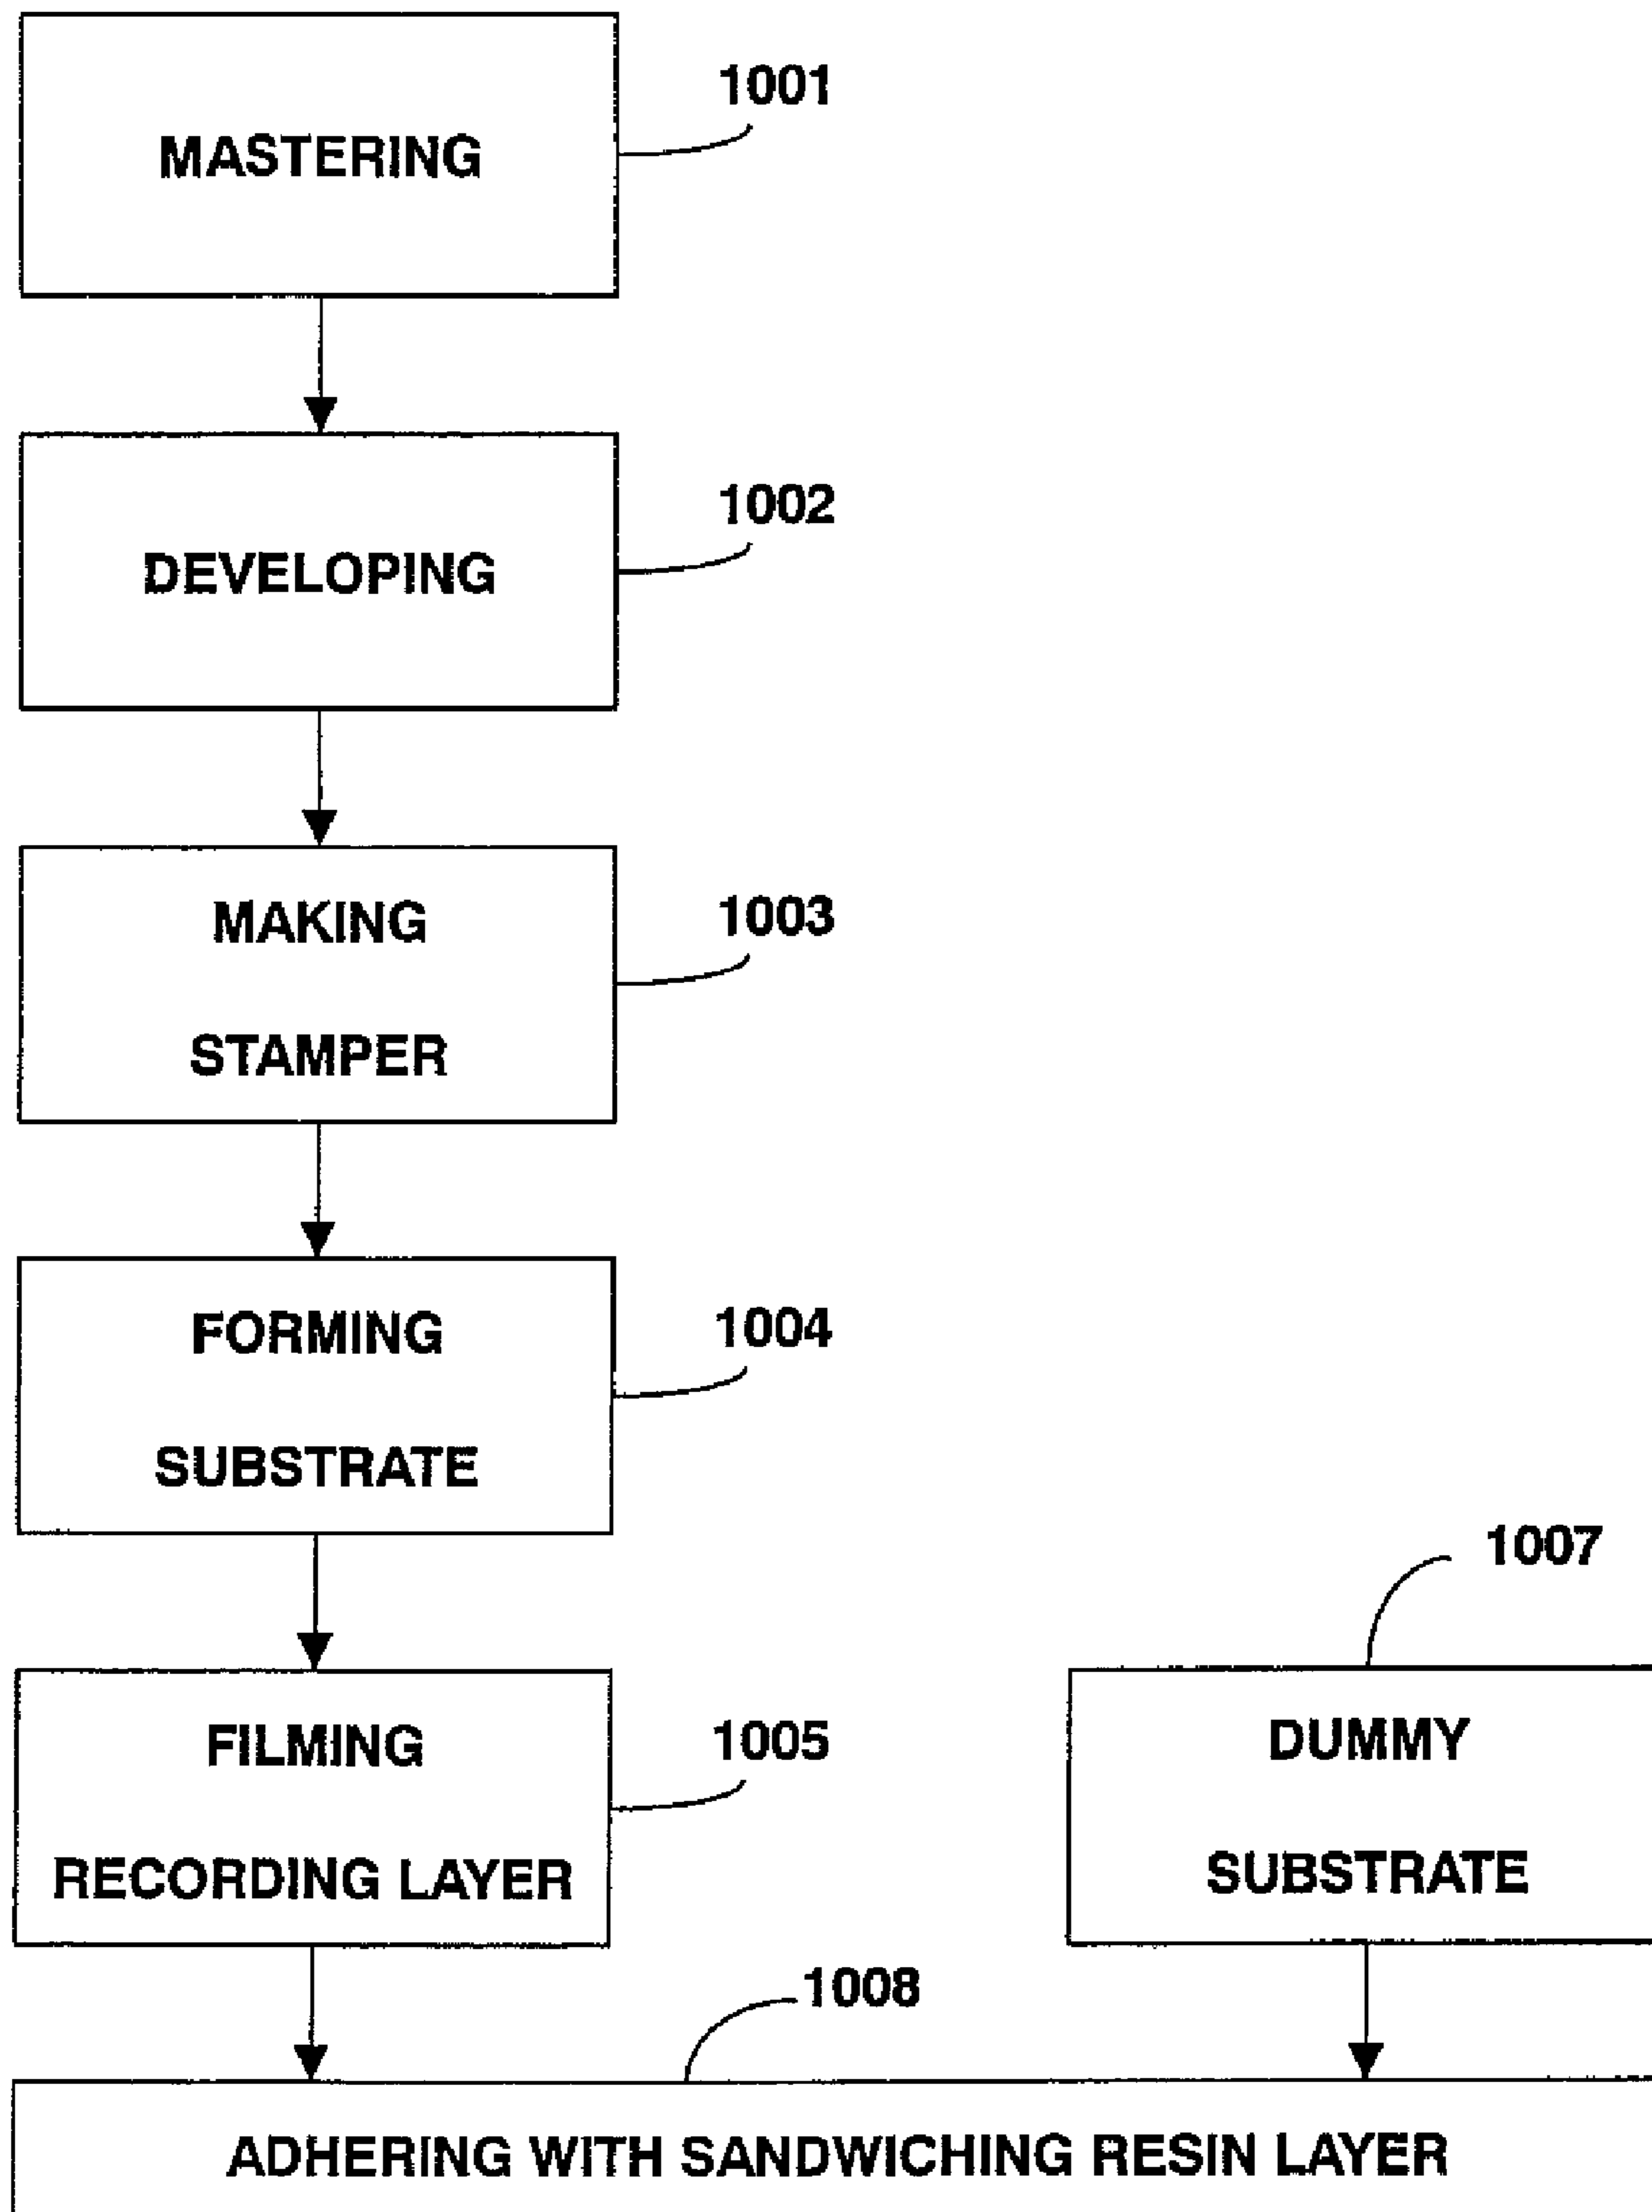 1001
MASTERING
1002
DEVELOPING
1003
MAKING
STAMPER
1004
FORMING
SUBSTRATE
1005
FILMING
RECORDING LAYER
1007
DUMMY
SUBSTRATE
1008
ADHERING WITH SANDWICHING RESIN LAYER